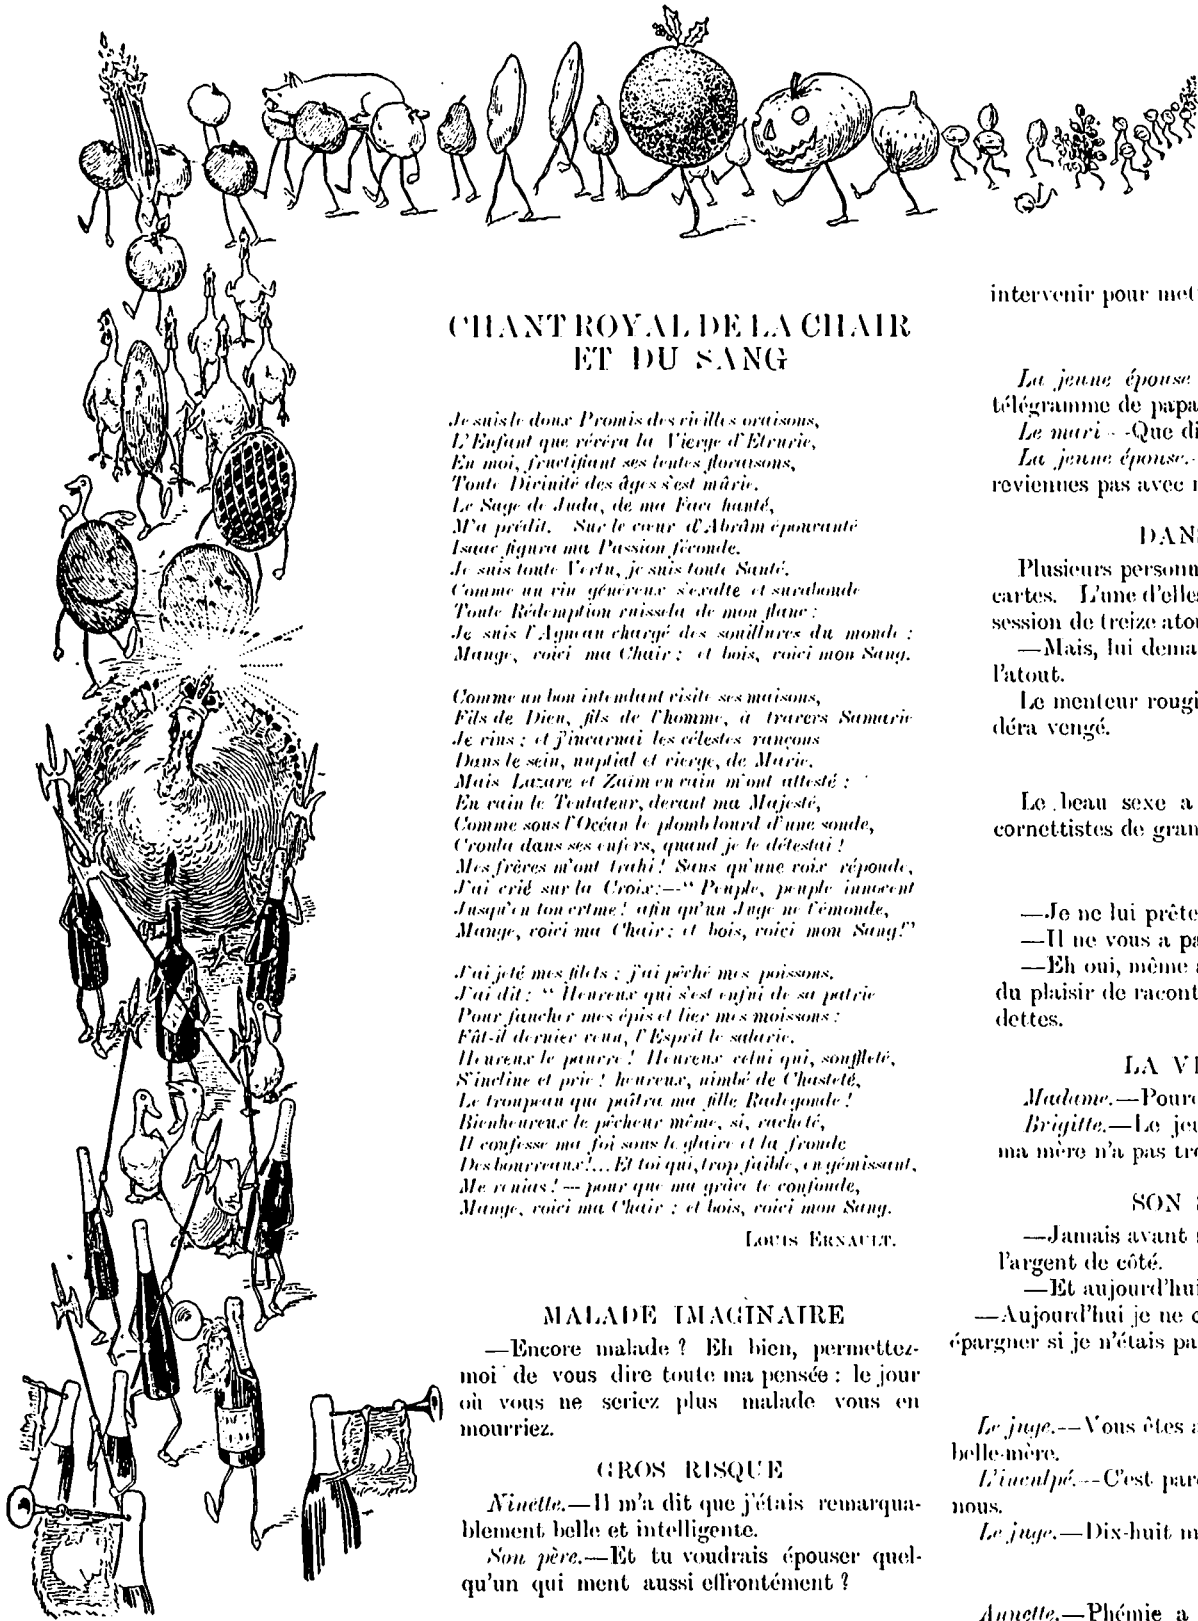 CHANT ROYAL DE LA CHAIR
ET DU SANG
Je suis le doux Promis des vieilles oraisons,
L'Enfant que révéra la Vierge d'Etrurie,
En moi, fructifiant ses lentes floraisons,
Toute Divinité des âges s'est mûrie.
Le Sage de Juda, de ma Face hanté,
M'a prédit. Sur le cœur d'Abrâm épouvanté
Isaac figura ma Passion féconde.
Je suis toute Vertu, je suis toute Santé.
Comme un vin généreux s'exalte et surabonde
Toute Rédemption ruissela de mon flanc ;
Je suis l'Agneau chargé des souillures du monde :
Mange, voici ma Chair ; et bois, voici mon Sang.
Comme un bon intendant visite ses maisons,
Fils de Dieu, fils de l'homme, à travers Samarie
Je vins ; et j'incarnai les célestes rançons
Dans le sein, nuptial et vierge, de Marie.
Mais Lazare et Zaim en vain m'ont attesté ;
En vain le Tentateur, devant ma Majesté,
Comme sous l'Océan le plomb lourd d'une sonde,
Croula dans ses enfers, quand je le détestai !
Mes frères m'ont trahi ! Sans qu'une voix réponde,
J'ai crié sur la Croix :—" Peuple, peuple innocent
Jusqu'en ton crime ! afin qu'un Juge ne t'émonde,
Mange, voici ma Chair ; et bois, voici mon Sang!"
J'ai jeté mes filets ; j'ai pêché mes poissons.
J'ai dit : " Heureux qui s'est enfui de sa patrie
Pour faucher mes épis et lier mes moissons :
Fût-il dernier venu, l'Esprit le salarie.
Heureux le pauvre ! Heureux celui qui, souffleté,
S'incline et prie ! heureux, nimbé de Chasteté,
Le troupeau que paîtra ma fille Radegonde !
Bienheureux le pécheur même, si, racheté,
Il confesse ma foi sous le glaive et la fronde
Des bourreaux!... Et toi qui, trop faible, en gémissant,
Me renias ! — pour que ma grâce te confonde,
Mange, voici ma Chair ; et bois, voici mon Sang.
LOUIS ERNAULT.
MALADE IMAGINAIRE
—Encore malade ? Eh bien, permettez-
moi de vous dire toute ma pensée : le jour
où vous ne seriez plus malade vous en
mourriez.
GROS RISQUE
Ninette.—Il m'a dit que j'étais remarqua-
blement belle et intelligente.
Son père.—Et tu voudrais épouser quel-
qu'un qui ment aussi effrontément ?
intervenir pour met
La jeune épouse
télégramme de papa
Le mari —Que di
La jeune épouse.—
reviennes pas avec
DANS
Plusieurs personn
cartes. L'une d'elles
session de treize ato
—Mais, lui dema
l'atout.
Le menteur rougi
déra vengé.
Le beau sexe a
cornettistes de gran
—Je ne lui prête
—Il ne vous a pa
—Eh oui, même
du plaisir de racont
dettes.
LA V
Madame.—Pour
Brigitte.—Le je
ma mère n'a pas tr
SON
—Jamais avant
l'argent de côté.
—Et aujourd'hui
—Aujourd'hui je ne
épargner si je n'étais pa
Le juge.—Vous êtes
belle-mère.
L'inculpé.—C'est par
nous.
Le juge.—Dix-huit m
Annette.—Phémie a